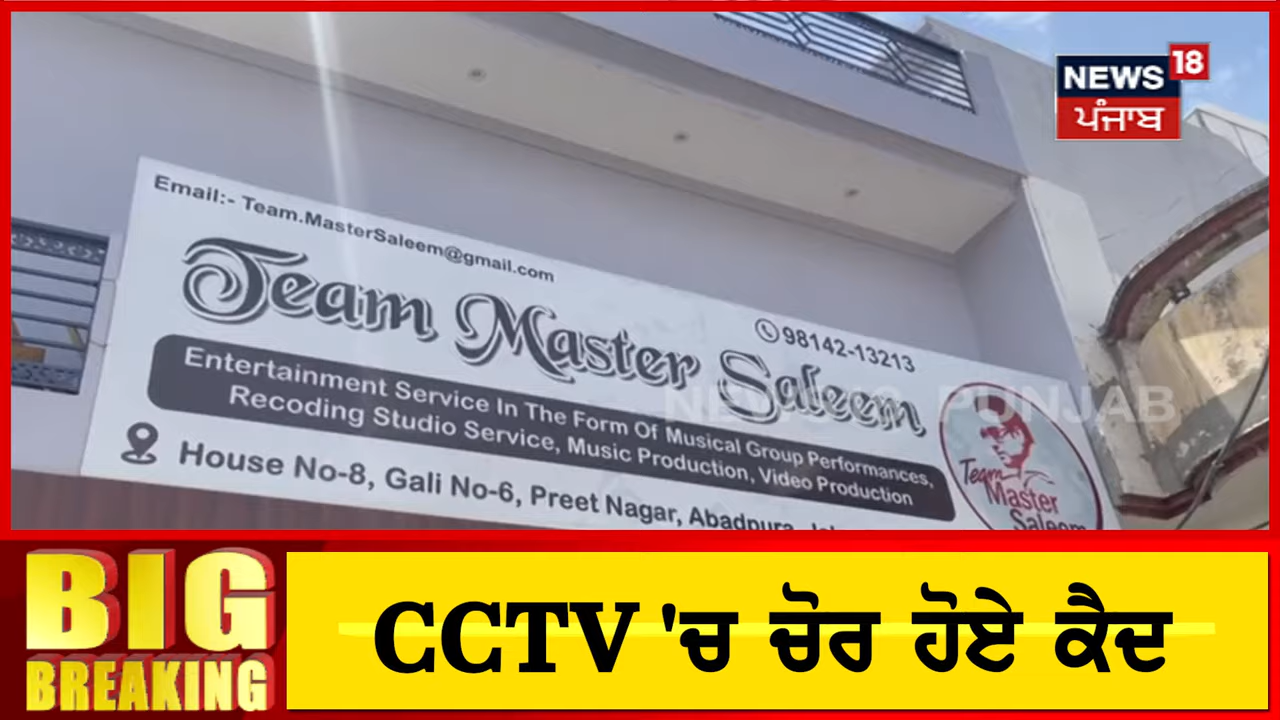 NEWS 18
ਪੰਜਾਬ
Email:- Team.MasterSaleem@gmail.com
98142-13213
Team Master Saleem
Entertainment Service In The Form Of Musical Group Performances,
Recoding Studio Service, Music Production, Video Production
House No-8, Gali No-6, Preet Nagar, Abadpura,
Team
Master
Saleem
NEWS18 PUNJAB
BIG
BREAKING
CCTV 'ਚ ਚੋਰ ਹੋਏ ਕੈਦ